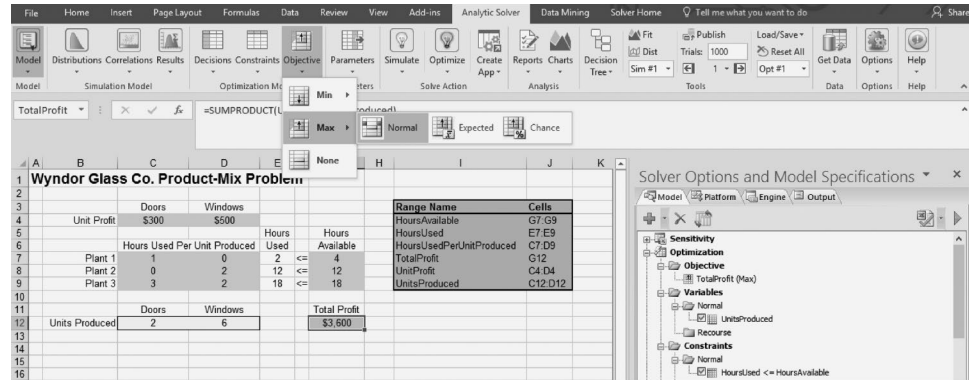 File Home Insert Page Layout Formulas Data Review View Add-ins Analytic Solver Data Mining Solver Home Tell me what you want to do Share
Model Distributions Correlations Results Decisions Constraints Objective Parameters Simulate Optimize Create App Reports Charts Decision Tree
Fit Publish Load/Save
Dist Trials: 1000 Reset All
Sim #1 1 Opt #1
Get Data Options Help
Model Simulation Model Optimization Solve Action Analysis Tools Data Options Help
TotalProfit fx
Min
Max Normal Expected Chance
None
A B C D E H I J K
1 Wyndor Glass Co. Product-Mix Problem
2
3 Doors Windows Range Name Cells
4 Unit Profit $300 $500 HoursAvailable G7:G9
5 Hours Hours HoursUsed E7:E9
6 Hours Used Per Unit Produced Used Available HoursUsedPerUnitProduced C7:D9
7 Plant 1 1 0 2 <= 4 TotalProfit G12
8 Plant 2 0 2 12 <= 12 UnitProfit C4:D4
9 Plant 3 3 2 18 <= 18 UnitsProduced C12:D12
10
11 Doors Windows Total Profit
12 Units Produced 2 6 $3,600
13
14
15
16
Solver Options and Model Specifications
Model Platform Engine Output
Sensitivity
Optimization
Objective
TotalProfit (Max)
Variables
Normal
UnitsProduced
Recourse
Constraints
Normal
HoursUsed <= HoursAvailable